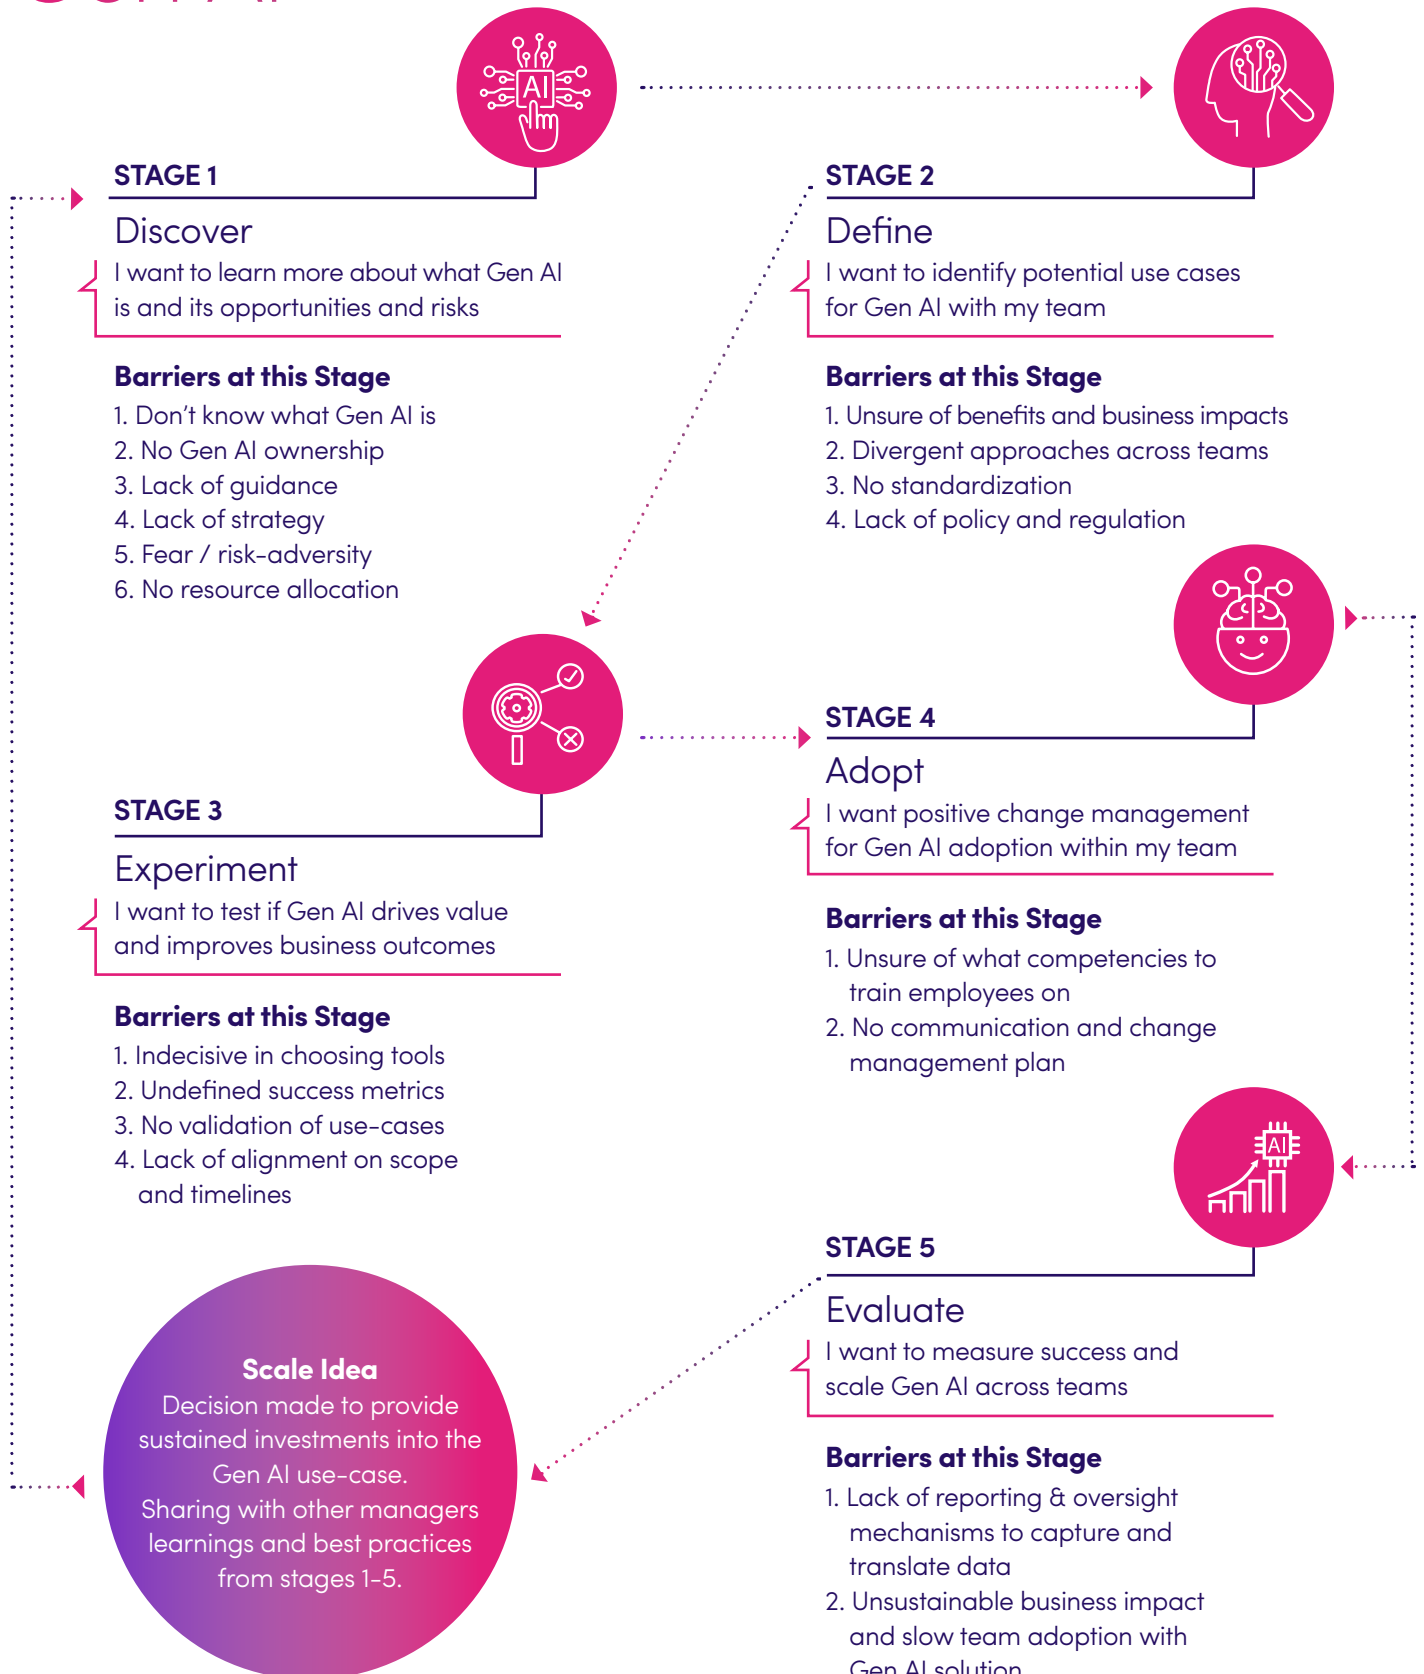 AI
STAGE 1
Discover
I want to learn more about what Gen AI
is and its opportunities and risks
Barriers at this Stage
1. Don't know what Gen AI is
2. No Gen AI ownership
3. Lack of guidance
4. Lack of strategy
5. Fear / risk-adversity
6. No resource allocation
STAGE 2
Define
I want to identify potential use cases
for Gen AI with my team
Barriers at this Stage
1. Unsure of benefits and business impacts
2. Divergent approaches across teams
3. No standardization
4. Lack of policy and regulation
STAGE 3
Experiment
I want to test if Gen AI drives value
and improves business outcomes
Barriers at this Stage
1. Indecisive in choosing tools
2. Undefined success metrics
3. No validation of use-cases
4. Lack of alignment on scope
and timelines
STAGE 4
Adopt
I want positive change management
for Gen AI adoption within my team
Barriers at this Stage
1. Unsure of what competencies to
train employees on
2. No communication and change
management plan
AI
STAGE 5
Evaluate
I want to measure success and
scale Gen AI across teams
Barriers at this Stage
1. Lack of reporting & oversight
mechanisms to capture and
translate data
2. Unsustainable business impact
and slow team adoption with
Gen AI solution
Scale Idea
Decision made to provide
sustained investments into the
Gen AI use-case.
Sharing with other managers
learnings and best practices
from stages 1-5.